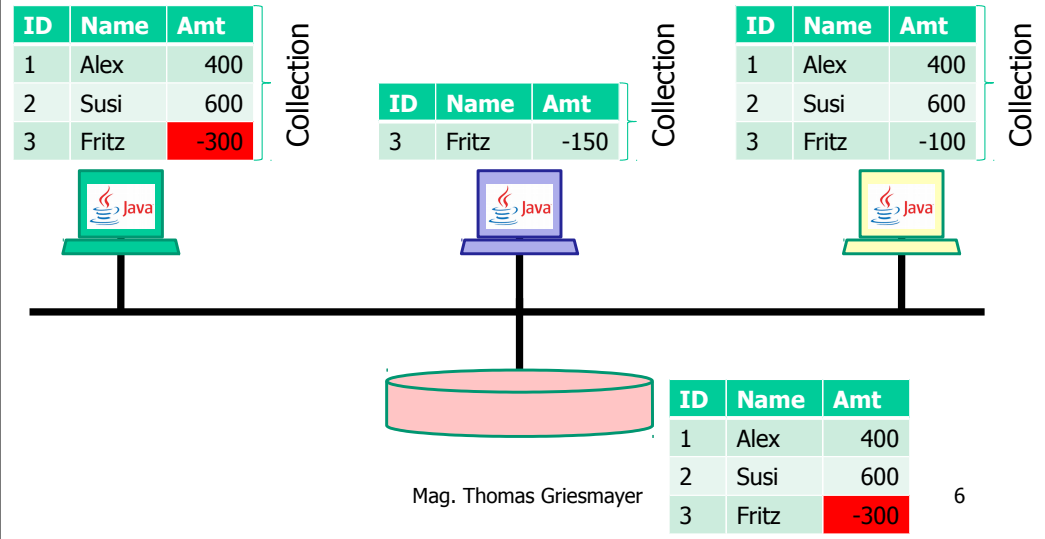 ID Name Amt
1 Alex 400
2 Susi 600
3 Fritz -300
Collection
ID Name Amt
3 Fritz -150
Collection
ID Name Amt
1 Alex 400
2 Susi 600
3 Fritz -100
Collection
Java
Java
Java
ID Name Amt
1 Alex 400
2 Susi 600
3 Fritz -300
Mag. Thomas Griesmayer
6